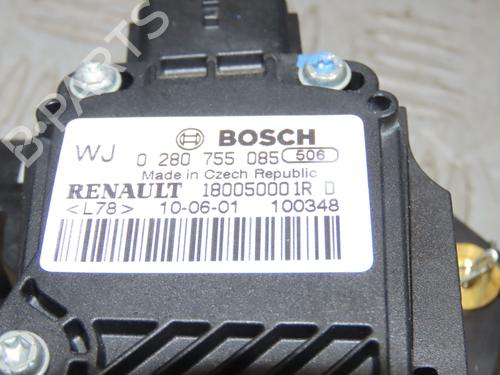 BOSCH
WJ 0 280 755 085 506
Made in Czech Republic
RENAULT 180050001R D
<L78> 10-06-01 100348
B-PARTS